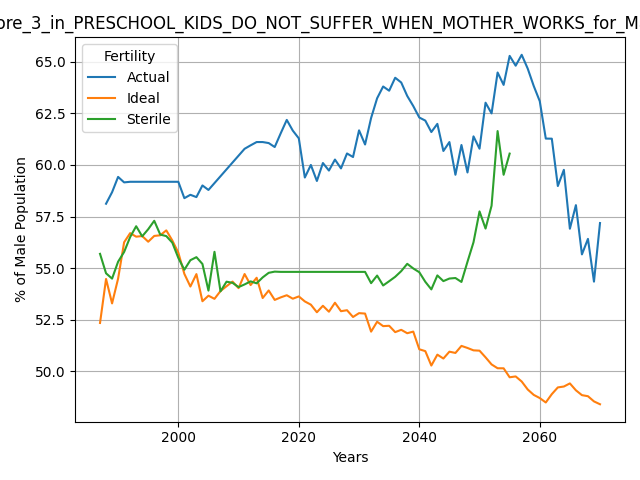 ore_3_in_PRESCHOOL_KIDS_DO_NOT_SUFFER_WHEN_MOTHER_WORKS_for_M
Fertility
Actual
Ideal
Sterile
65.0
62.5
60.0
57.5
55.0
52.5
50.0
% of Male Population
2000
2020
2040
2060
Years